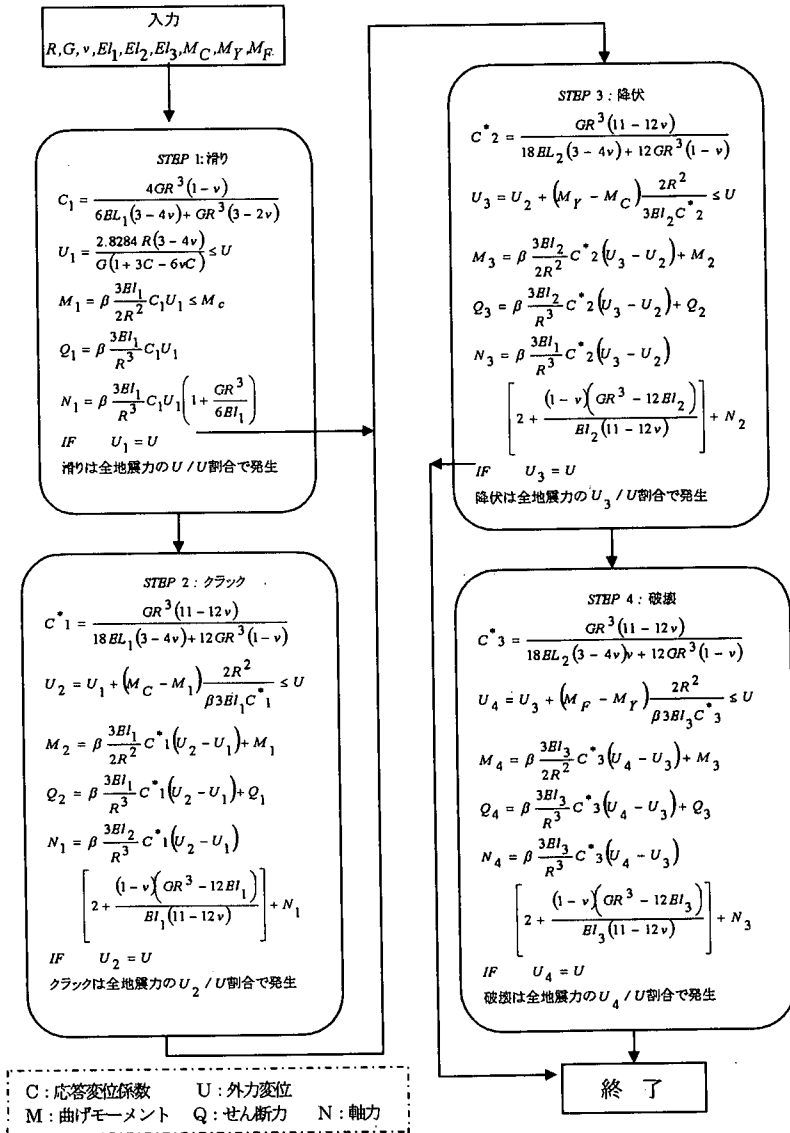 入力
R,G,ν,EI₁,EI₂,EI₃,M_C,M_Y,M_F.
STEP 1:滑り
C₁ = 4GR³(1-ν) / 6EL₁(3-4ν)+GR³(3-2ν)
U₁ = 2.8284 R(3-4ν) / G(1+3C-6νC) ≤ U
M₁ = β 3EI₁/2R² C₁U₁ ≤ M_c
Q₁ = β 3EI₁/R³ C₁U₁
N₁ = β 3EI₁/R³ C₁U₁(1 + GR³/6EI₁)
IF U₁ = U
滑りは全地震力のU/U割合で発生
STEP 2:クラック
C*₁ = GR³(11-12ν) / 18EL₁(3-4ν)+12GR³(1-ν)
U₂ = U₁ + (M_C - M₁) 2R²/β3EI₁C*₁ ≤ U
M₂ = β 3EI₁/2R² C*₁(U₂-U₁)+M₁
Q₂ = β 3EI₁/R³ C*₁(U₂-U₁)+Q₁
N₁ = β 3EI₂/R³ C*₁(U₂-U₁)
[2 + (1-ν)(GR³-12EI₁) / EI₁(11-12ν)] + N₁
IF U₂ = U
クラックは全地震力のU₂/U割合で発生
STEP 3:降伏
C*₂ = GR³(11-12ν) / 18EL₂(3-4ν)+12GR³(1-ν)
U₃ = U₂ + (M_Y - M_C) 2R²/3EI₂C*₂ ≤ U
M₃ = β 3EI₂/2R² C*₂(U₃-U₂)+M₂
Q₃ = β 3EI₂/R³ C*₂(U₃-U₂)+Q₂
N₃ = β 3EI₁/R³ C*₂(U₃-U₂)
[2 + (1-ν)(GR³-12EI₂) / EI₂(11-12ν)] + N₂
IF U₃ = U
降伏は全地震力のU₃/U割合で発生
STEP 4:破壊
C*₃ = GR³(11-12ν) / 18EL₂(3-4ν)ν+12GR³(1-ν)
U₄ = U₃ + (M_F - M_Y) 2R²/β3EI₃C*₃ ≤ U
M₄ = β 3EI₃/2R² C*₃(U₄-U₃)+M₃
Q₄ = β 3EI₃/R³ C*₃(U₄-U₃)+Q₃
N₄ = β 3EI₃/R³ C*₃(U₄-U₃)
[2 + (1-ν)(GR³-12EI₃) / EI₃(11-12ν)] + N₃
IF U₄ = U
破壊は全地震力のU₄/U割合で発生
終了
C:応答変位係数 U:外力変位
M:曲げモーメント Q:せん断力 N:軸力